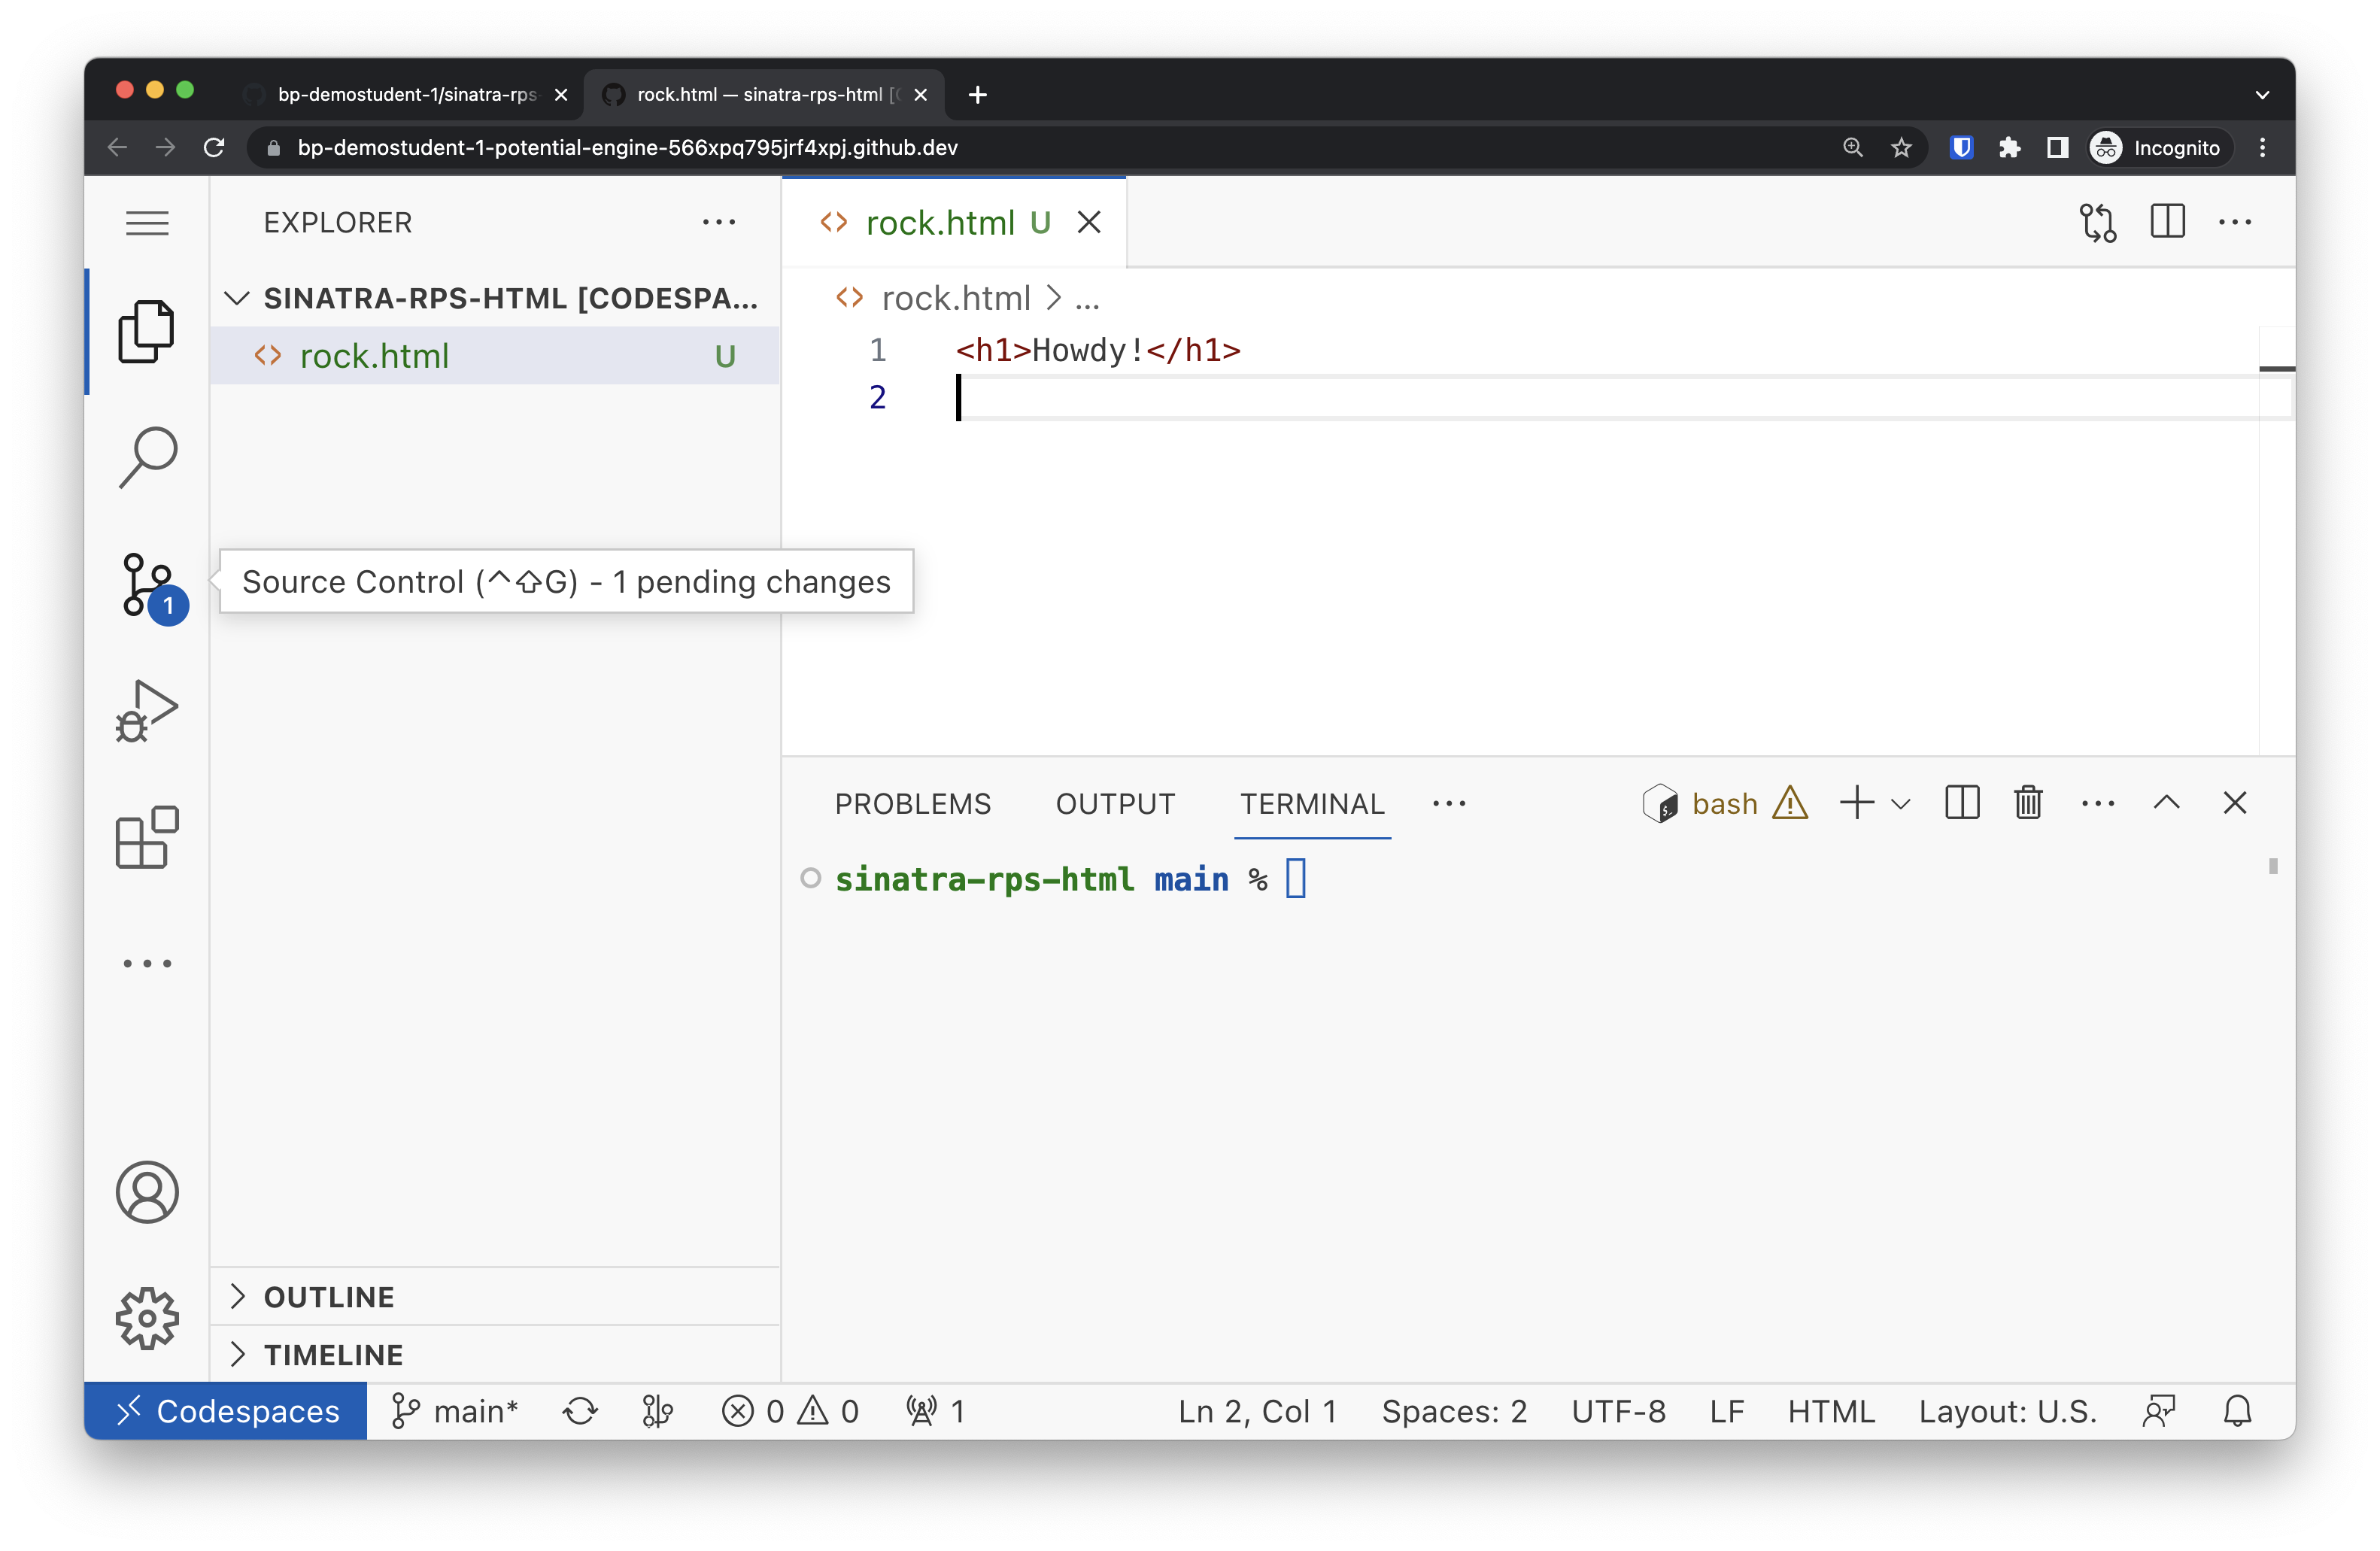 bp-demostudent-1/sinatra-rps-
rock.html — sinatra-rps-html [
bp-demostudent-1-potential-engine-566xpq795jrf4xpj.github.dev
Incognito
EXPLORER
SINATRA-RPS-HTML [CODESPA...
rock.html U
rock.html U
rock.html > ...
1 <h1>Howdy!</h1>
2
1
Source Control (⌃⇧G) - 1 pending changes
PROBLEMS OUTPUT TERMINAL
bash
sinatra-rps-html main %
OUTLINE
TIMELINE
Codespaces main* 0 0 1 Ln 2, Col 1 Spaces: 2 UTF-8 LF HTML Layout: U.S.